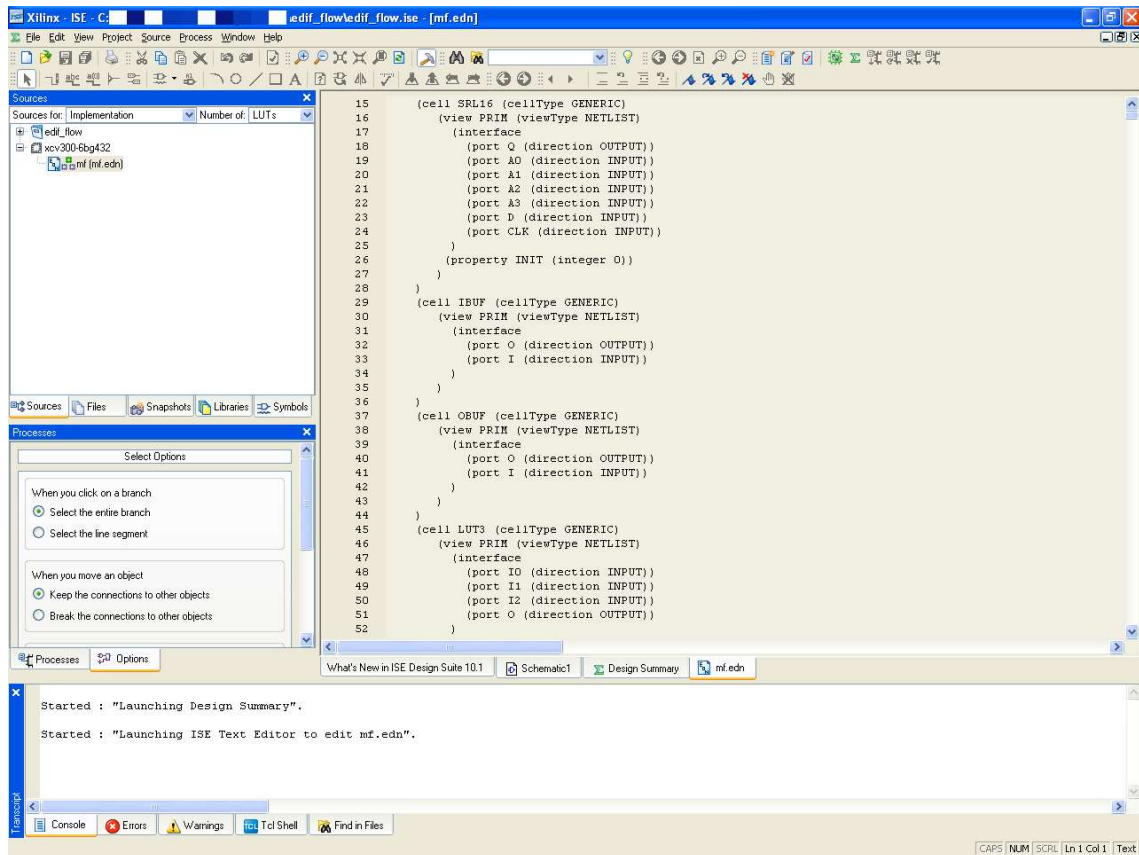 Xilinx - ISE - C: .edif_flow\edif_flow.ise - [mf.edn]
File Edit View Project Source Process Window Help
Sources
Sources for: Implementation Number of: LUTs
edif_flow
xcv300-6bg432
mf (mf.edn)
Sources Files Snapshots Libraries Symbols
Processes
Select Options
When you click on a branch
Select the entire branch
Select the line segment
When you move an object
Keep the connections to other objects
Break the connections to other objects
Processes Options
15 (cell SRL16 (cellType GENERIC)
16 (view PRIM (viewType NETLIST)
17 (interface
18 (port Q (direction OUTPUT))
19 (port A0 (direction INPUT))
20 (port A1 (direction INPUT))
21 (port A2 (direction INPUT))
22 (port A3 (direction INPUT))
23 (port D (direction INPUT))
24 (port CLK (direction INPUT))
25 )
26 (property INIT (integer 0))
27 )
28 )
29 (cell IBUF (cellType GENERIC)
30 (view PRIM (viewType NETLIST)
31 (interface
32 (port O (direction OUTPUT))
33 (port I (direction INPUT))
34 )
35 )
36 )
37 (cell OBUF (cellType GENERIC)
38 (view PRIM (viewType NETLIST)
39 (interface
40 (port O (direction OUTPUT))
41 (port I (direction INPUT))
42 )
43 )
44 )
45 (cell LUT3 (cellType GENERIC)
46 (view PRIM (viewType NETLIST)
47 (interface
48 (port I0 (direction INPUT))
49 (port I1 (direction INPUT))
50 (port I2 (direction INPUT))
51 (port O (direction OUTPUT))
52 )
What's New in ISE Design Suite 10.1 Schematic1 Design Summary mf.edn
Started : "Launching Design Summary".
Started : "Launching ISE Text Editor to edit mf.edn".
Transcript
Console Errors Warnings TCL Tcl Shell Find in Files
CAPS NUM SCRL Ln 1 Col 1 Text